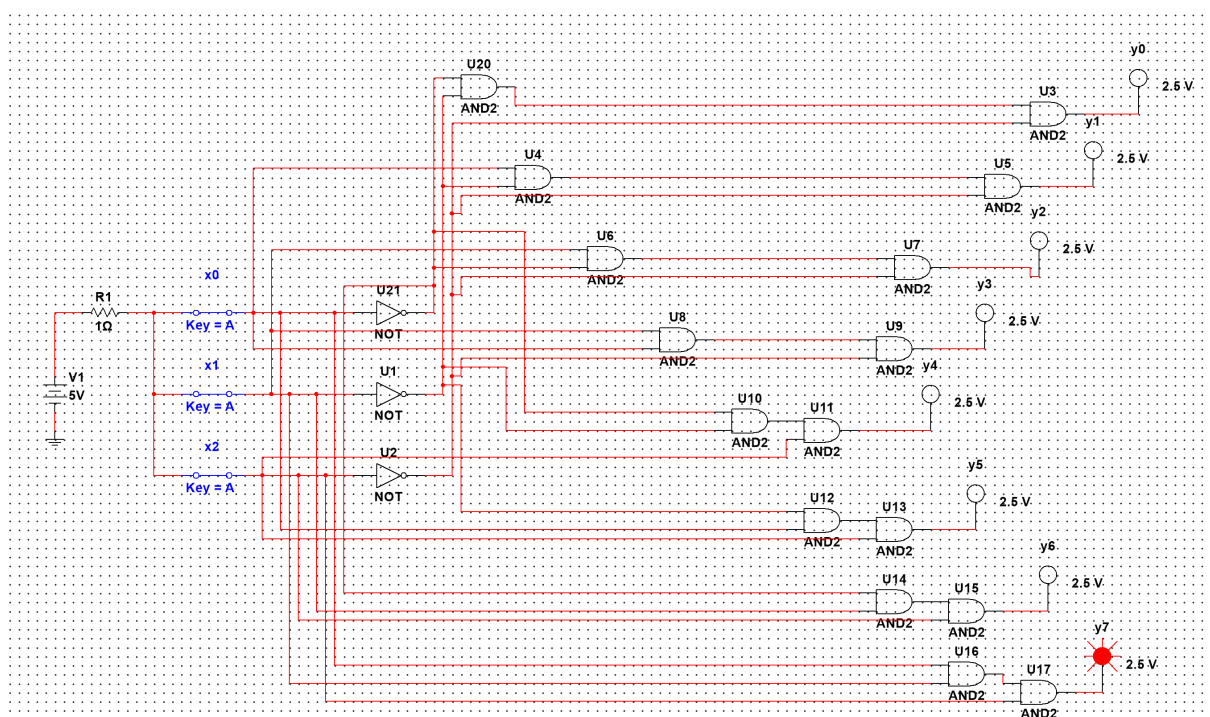 y0
U20
2.5 V
U3
AND2
y1
AND2
U4
2.5 V
U5
AND2
AND2
y2
U6
U7
2.5 V
x0
AND2
AND2
y3
R1
U21
1Ω
Key = A
NOT
U8
U9
2.5 V
x1
AND2
AND2
y4
V1
5V
U1
Key = A
NOT
U10
U11
2.5 V
AND2
AND2
x2
U2
y5
Key = A
NOT
U12
U13
2.5 V
AND2
AND2
y6
U14
U15
2.5 V
AND2
AND2
y7
U16
U17
2.5 V
AND2
AND2